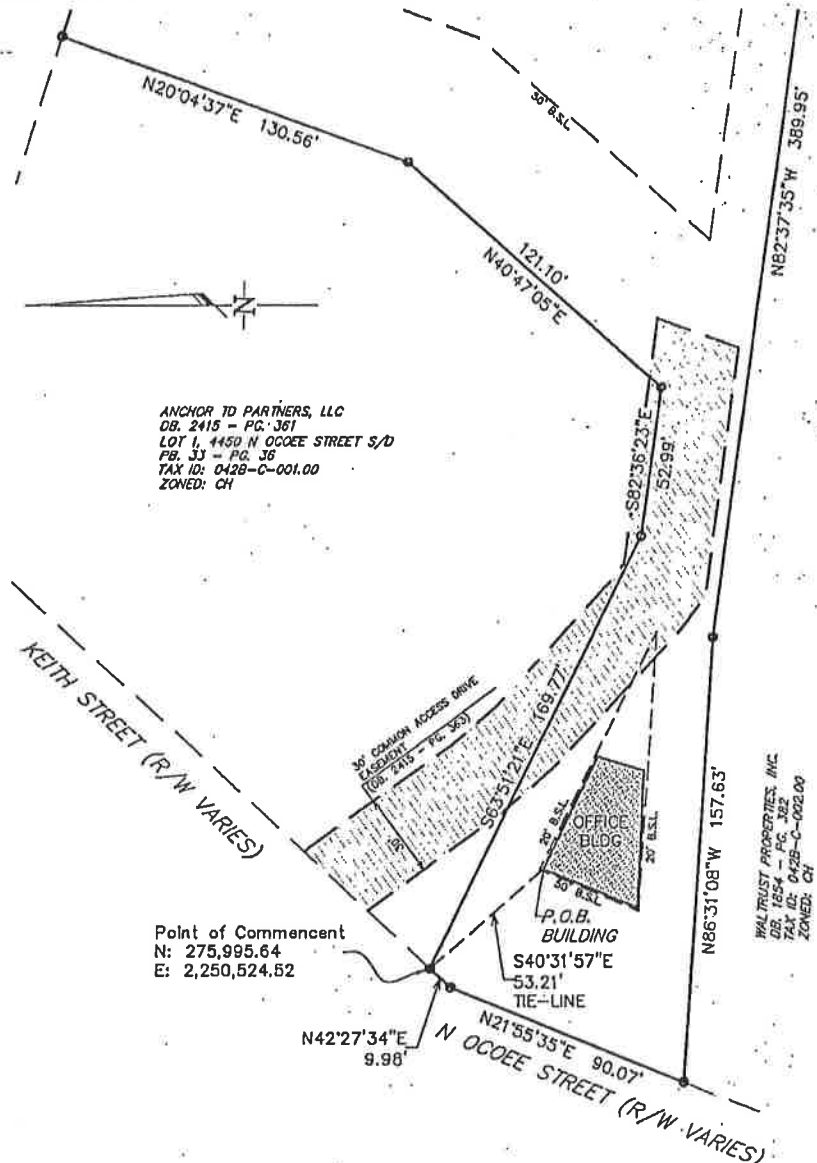 N20°04'37"E 130.56'
30' B.S.L.
N82°37'35"W 389.95'
121.10'
N40°47'05"E
N
ANCHOR TD PARTNERS, LLC
DB. 2415 - PG. 361
LOT 1, 4450 N OCOEE STREET S/D
PB. 33 - PG. 36
TAX ID: 042B-C-001.00
ZONED: CH
S82°36'23"E
52.99'
KEITH STREET (R/W VARIES)
30' COMMON ACCESS DRIVE
EASEMENT
(DB. 2415 - PG. 363)
30'
S63°51'21"E 169.77'
20' B.S.L.
OFFICE
BLDG
20' B.S.L.
50' B.S.L.
N86°31'08"W 157.63'
WALTRUST PROPERTIES, INC.
DB. 1854 - PG. 382
TAX ID: 042B-C-002.00
ZONED: CH
P.O.B.
BUILDING
Point of Commencent
N: 275,995.64
E: 2,250,524.52
S40°31'57"E
53.21'
TIE-LINE
N42°27'34"E
9.98'
N21°55'35"E 90.07'
N OCOEE STREET (R/W VARIES)